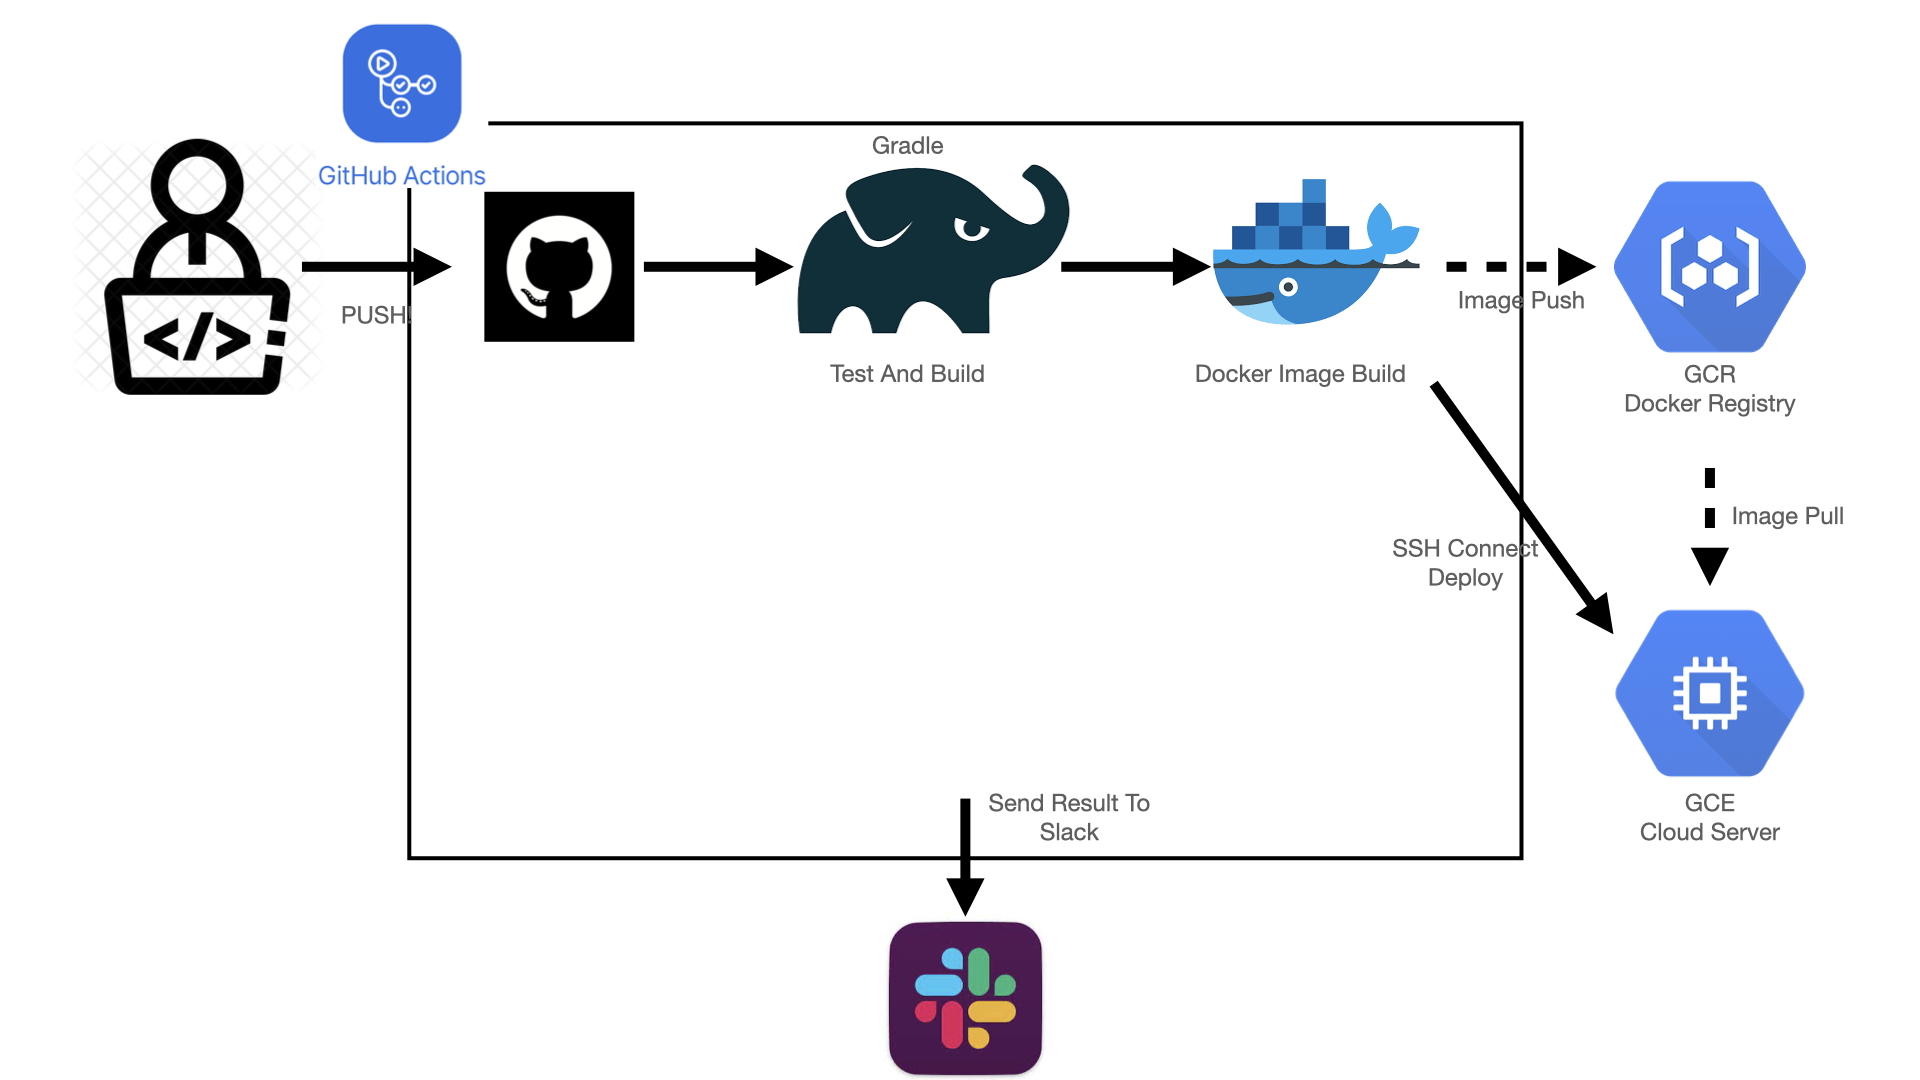 GitHub Actions
Gradle
PUSH!
</>
Test And Build
Docker Image Build
Image Push
GCR
Docker Registry
Image Pull
SSH Connect
Deploy
Send Result To
Slack
GCE
Cloud Server